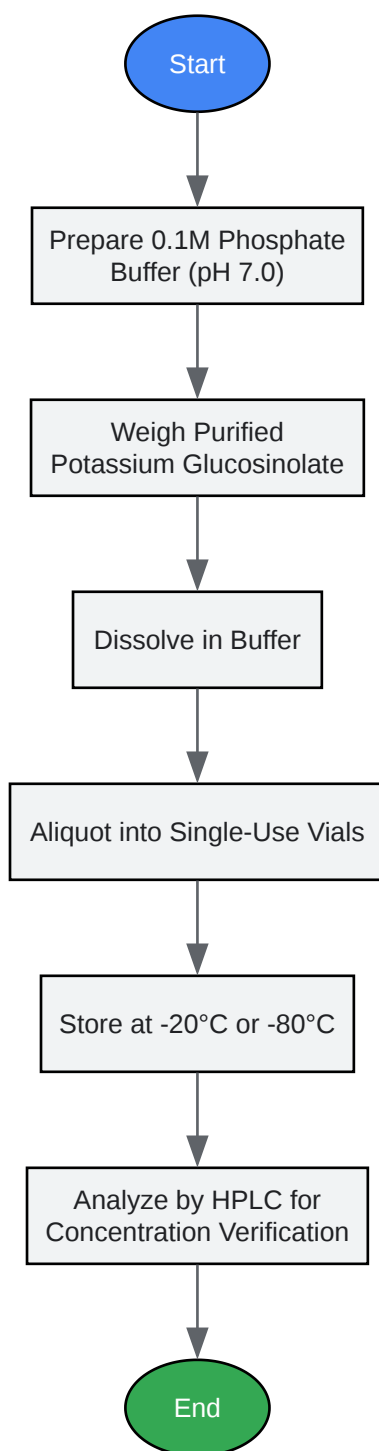 Start
Prepare 0.1M Phosphate
Buffer (pH 7.0)
Weigh Purified
Potassium Glucosinolate
Dissolve in Buffer
Aliquot into Single-Use Vials
Store at -20°C or -80°C
Analyze by HPLC for
Concentration Verification
End